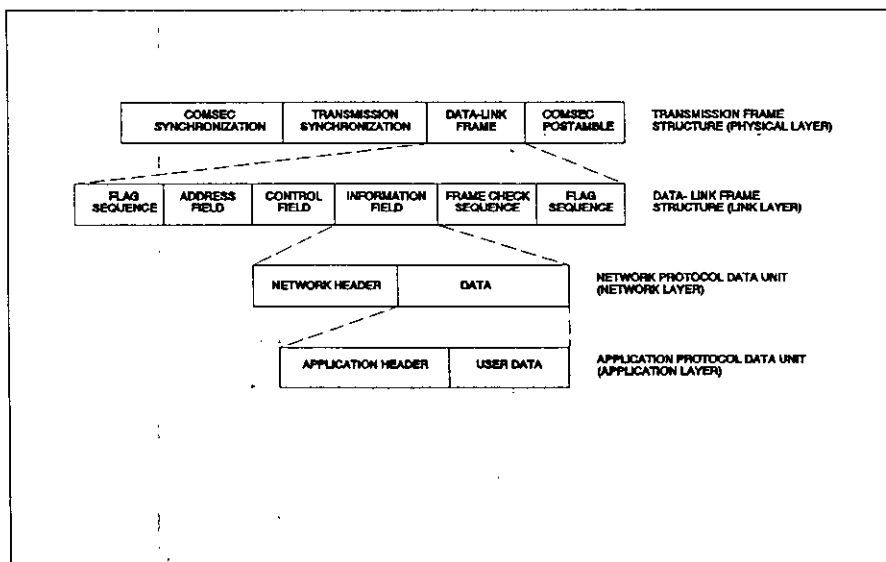 COMSEC
SYNCHRONIZATION
TRANSMISSION
SYNCHRONIZATION
DATA-LINK
FRAME
COMSEC
POSTAMBLE
TRANSMISSION FRAME
STRUCTURE (PHYSICAL LAYER)
FLAG
SEQUENCE
ADDRESS
FIELD
CONTROL
FIELD
INFORMATION
FIELD
FRAME CHECK
SEQUENCE
FLAG
SEQUENCE
DATA- LINK FRAME
STRUCTURE (LINK LAYER)
NETWORK HEADER
DATA
NETWORK PROTOCOL DATA UNIT
(NETWORK LAYER)
APPLICATION HEADER
USER DATA
APPLICATION PROTOCOL DATA UNIT
(APPLICATION LAYER)